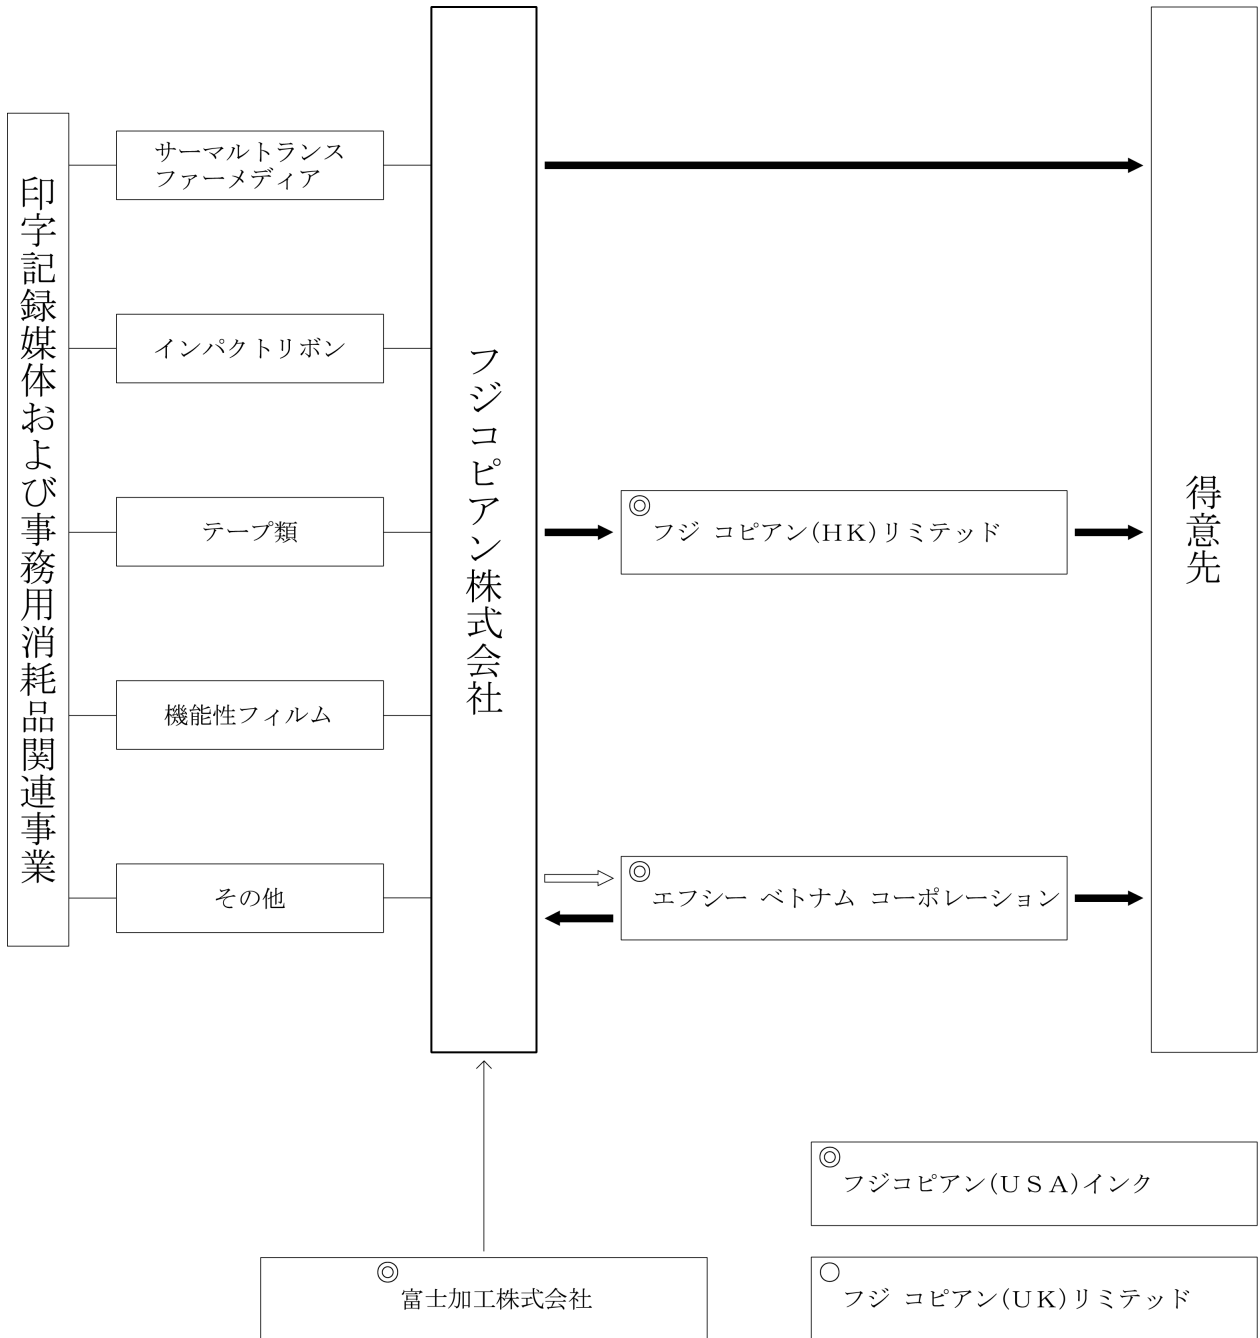 印字記録媒体および事務用消耗品関連事業
サーマルトランス
ファーメディア
インパクトリボン
テープ類
機能性フィルム
その他
フジコピアン株式会社
◎
フジ コピアン(HK)リミテッド
◎
エフシー ベトナム コーポレーション
得意先
◎
フジコピアン(USA)インク
◎
富士加工株式会社
○
フジ コピアン(UK)リミテッド